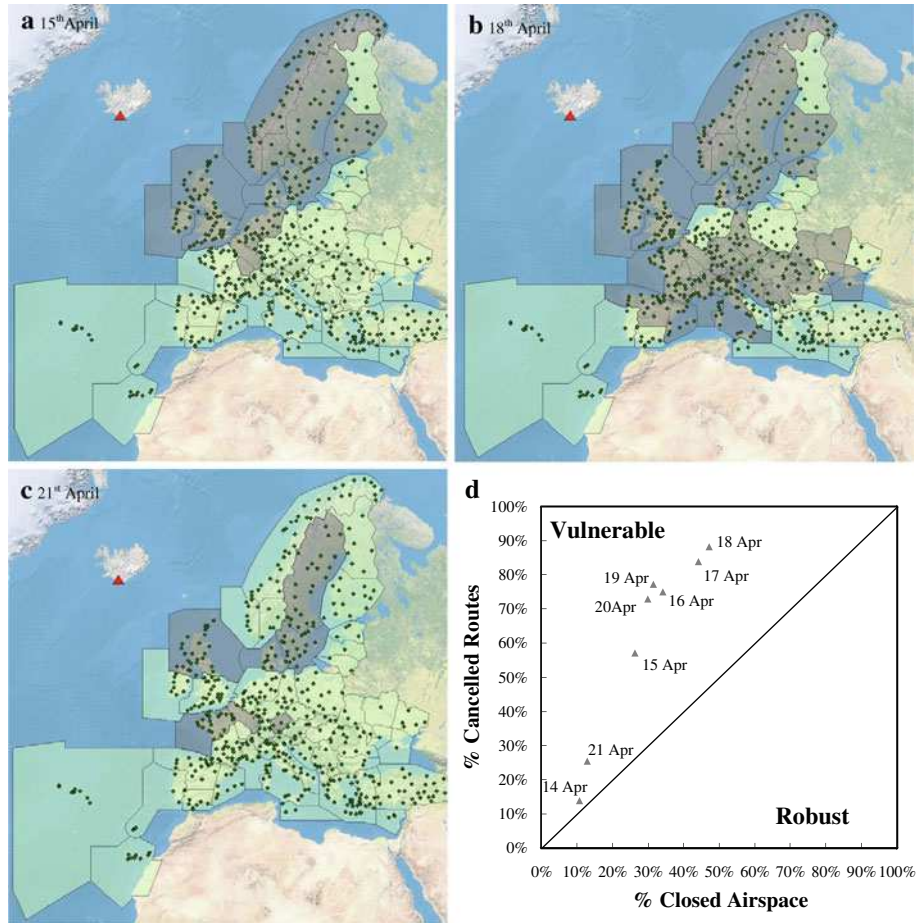 a 15th April
b 18th April
c 21st April
d
% Cancelled Routes
100%
90%
80%
70%
60%
50%
40%
30%
20%
10%
0%
Vulnerable
18 Apr
17 Apr
19 Apr
16 Apr
20Apr
15 Apr
21 Apr
14 Apr
Robust
0% 10% 20% 30% 40% 50% 60% 70% 80% 90% 100%
% Closed Airspace